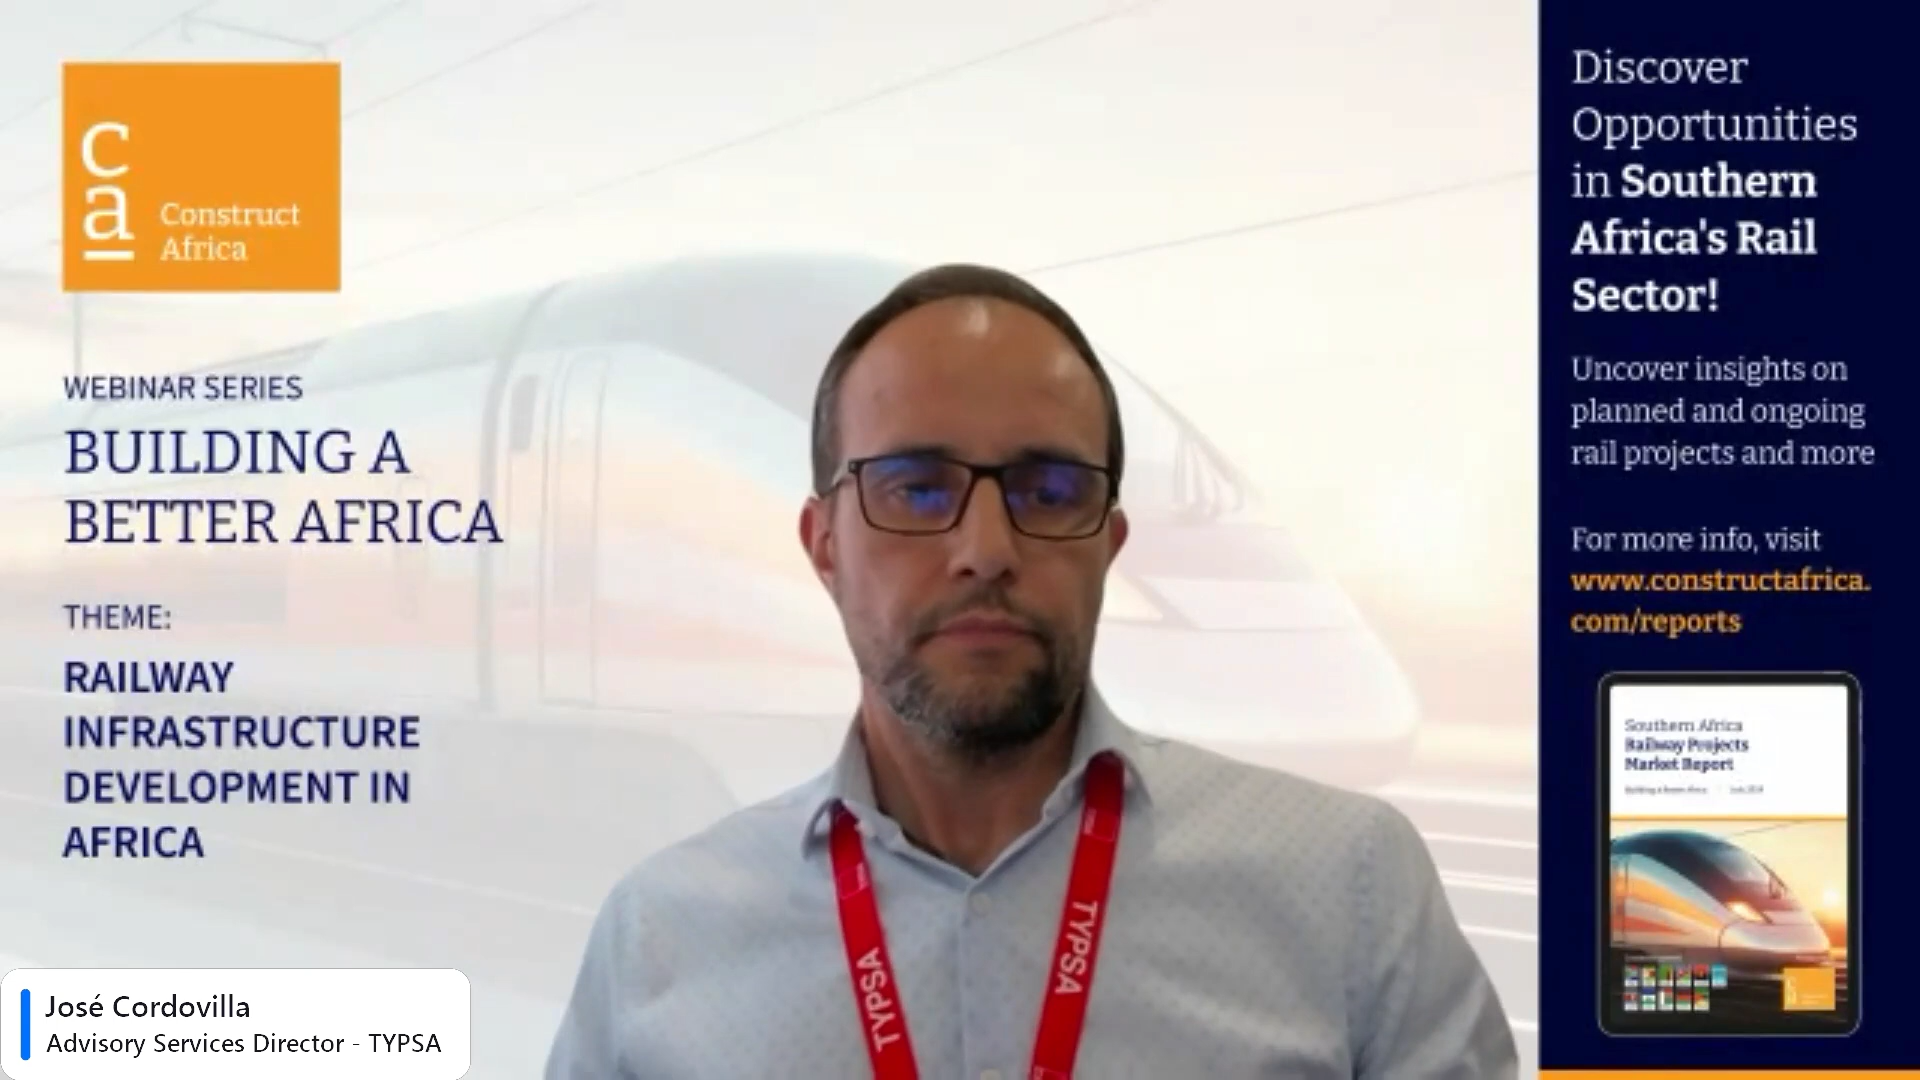 ca
Construct
Africa
WEBINAR SERIES
BUILDING A
BETTER AFRICA
THEME:
RAILWAY
INFRASTRUCTURE
DEVELOPMENT IN
AFRICA
José Cordovilla
Advisory Services Director - TYPSA
TYPSA
TYPSA
Discover
Opportunities
in Southern
Africa's Rail
Sector!
Uncover insights on
planned and ongoing
rail projects and more
For more info, visit
www.constructafrica.
com/reports
Southern Africa
Railway Projects
Market Report